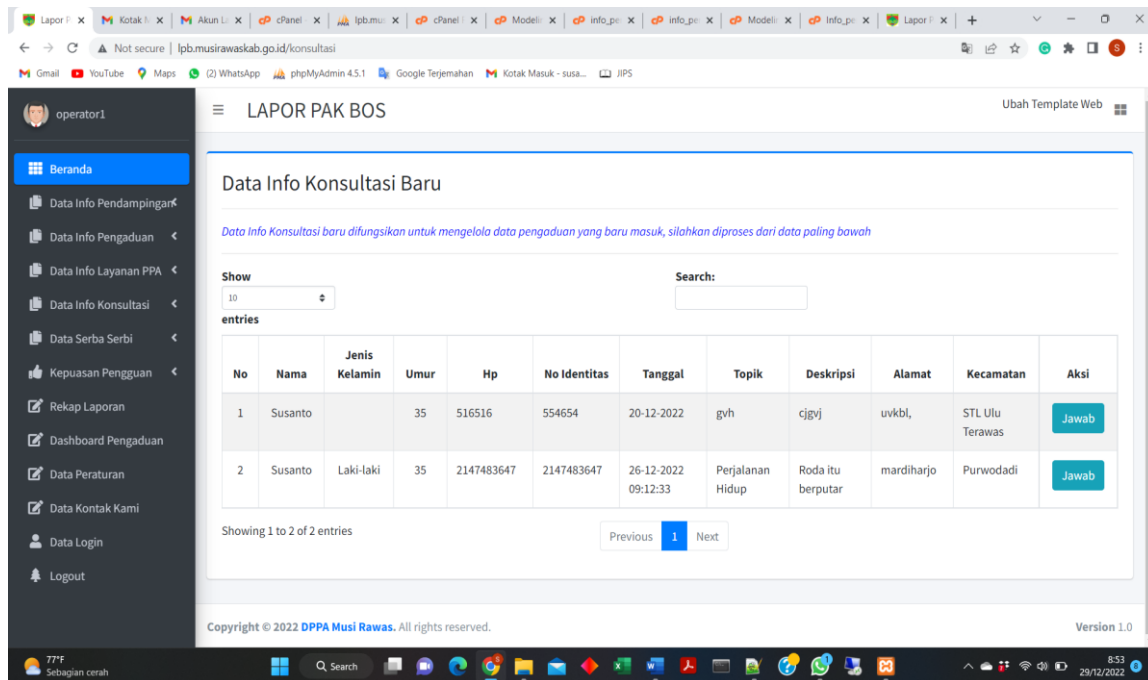 Lapor P
Kotak M
Akun L
cPanel
lpb.mus
cPanel
Modelin
info_pe
info_pe
Modelin
Info_pe
Lapor P
Not secure
lpb.musirawaskab.go.id/konsultasi
S
Gmail
YouTube
Maps
(2) WhatsApp
phpMyAdmin 4.5.1
Google Terjemahan
Kotak Masuk - susa...
JIPS
operator1
LAPOR PAK BOS
Ubah Template Web
Beranda
Data Info Pendampingan
Data Info Pengaduan
Data Info Layanan PPA
Data Info Konsultasi
Data Serba Serbi
Kepuasan Pengguan
Rekap Laporan
Dashboard Pengaduan
Data Peraturan
Data Kontak Kami
Data Login
Logout
Data Info Konsultasi Baru
Data Info Konsultasi baru difungsikan untuk mengelola data pengaduan yang baru masuk, silahkan diproses dari data paling bawah
Show
10
entries
Search:
No Nama Jenis Kelamin Umur Hp No Identitas Tanggal Topik Deskripsi Alamat Kecamatan Aksi
1 Susanto 35 516516 554654 20-12-2022 gvh cjgvj uvkbl, STL Ulu Terawas Jawab
2 Susanto Laki-laki 35 2147483647 2147483647 26-12-2022 09:12:33 Perjalanan Hidup Roda itu berputar mardiharjo Purwodadi Jawab
Showing 1 to 2 of 2 entries
Previous 1 Next
Copyright © 2022 DPPA Musi Rawas. All rights reserved.
Version 1.0
77°F
Sebagian cerah
Search
8:53
29/12/2022